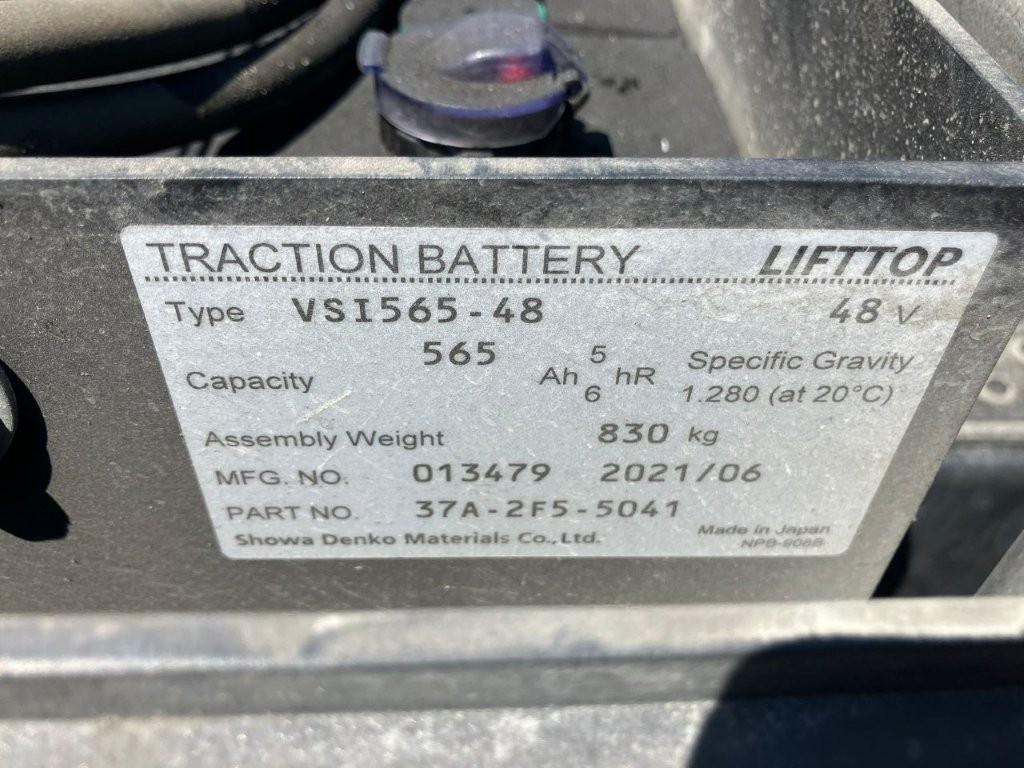 TRACTION BATTERY LIFTTOP
Type VSI565-48 48 V
Capacity 565 Ah 5 hR Specific Gravity
6 1.280 (at 20°C)
Assembly Weight 830 kg
MFG. NO. 013479 2021/06
PART NO. 37A-2F5-5041
Showa Denko Materials Co.,Ltd. Made in Japan
NPB-908B